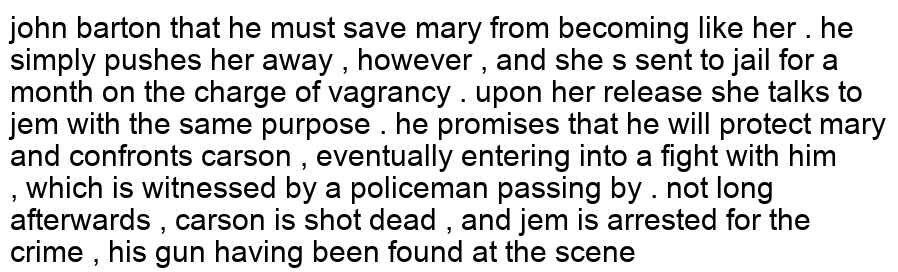 john barton that he must save mary from becoming like her . he
simply pushes her away , however , and she s sent to jail for a
month on the charge of vagrancy . upon her release she talks to
jem with the same purpose . he promises that he will protect mary
and confronts carson , eventually entering into a fight with him
, which is witnessed by a policeman passing by . not long
afterwards , carson is shot dead , and jem is arrested for the
crime , his gun having been found at the scene